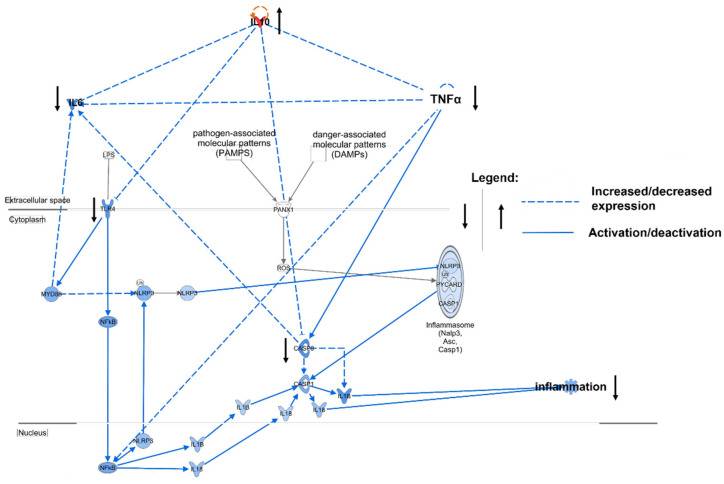 IL10
IL6
TNFα
pathogen-associated
molecular patterns
(PAMPS)
danger-associated
molecular patterns
(DAMPs)
LPS
Legend:
Increased/decreased
expression
Activation/deactivation
Extracellular space
Cytoplasm
TLR4
PANX1
ROS
MYD88
NLRP3
NLRP3
NLRP3
PYCARD
CASP1
Inflammasome
(Nalp3,
Asc,
Casp1)
NFkB
CASP8
CASP1
IL1B
IL18
IL1B
IL18
inflammation
Nucleus
NLRP3
IL1B
NFkB
IL18